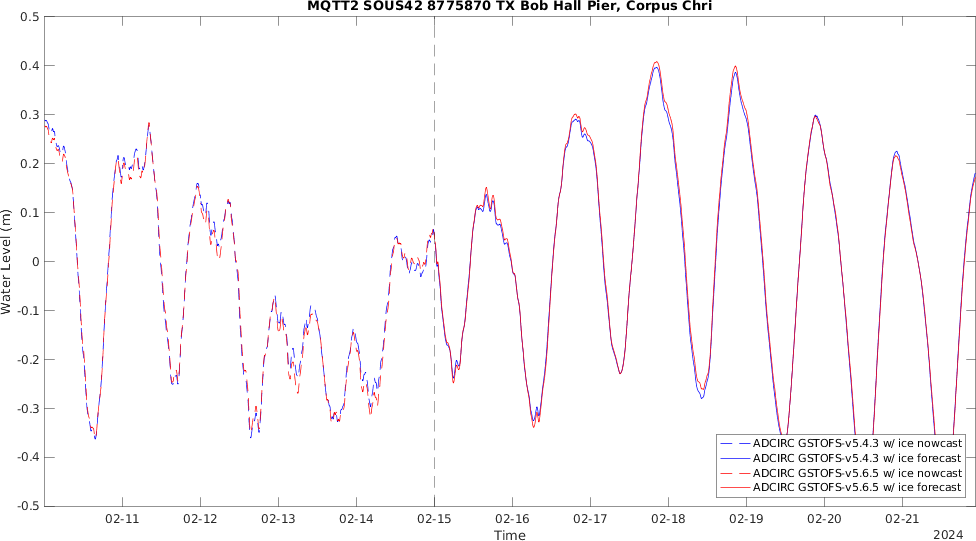 MQTT2 SOUS42 8775870 TX Bob Hall Pier, Corpus Chri
0.5
0.4
0.3
0.2
0.1
0
-0.1
-0.2
-0.3
-0.4
-0.5
Water Level (m)
ADCIRC GSTOFS-v5.4.3 w/ ice nowcast
ADCIRC GSTOFS-v5.4.3 w/ ice forecast
ADCIRC GSTOFS-v5.6.5 w/ ice nowcast
ADCIRC GSTOFS-v5.6.5 w/ ice forecast
02-11 02-12 02-13 02-14 02-15 02-16 02-17 02-18 02-19 02-20 02-21
Time
2024